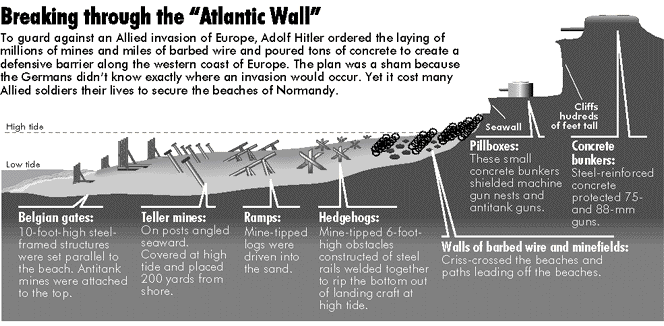 Breaking through the “Atlantic Wall”
To guard against an Allied invasion of Europe, Adolf Hitler ordered the laying of
millions of mines and miles of barbed wire and poured tons of concrete to create a
defensive barrier along the western coast of Europe. The plan was a sham because
the Germans didn’t know exactly where an invasion would occur. Yet it cost many
Allied soldiers their lives to secure the beaches of Normandy.
High tide
Low tide
Seawall
Cliffs
hudreds
of feet tall
Belgian gates:
10-foot-high steel-
framed structures
were set parallel to
the beach. Antitank
mines were attached
to the top.
Teller mines:
On posts angled
seaward.
Covered at high
tide and placed
200 yards from
shore.
Ramps:
Mine-tipped
logs were
driven into
the sand.
Hedgehogs:
Mine-tipped 6-foot-
high obstacles
constructed of steel
rails welded together
to rip the bottom out
of landing craft at
high tide.
Pillboxes:
These small
concrete bunkers
shielded machine
gun nests and
antitank guns.
Concrete
bunkers:
Steel-reinforced
concrete
protected 75-
and 88-mm
guns.
Walls of barbed wire and minefields:
Criss-crossed the beaches and
paths leading off the beaches.